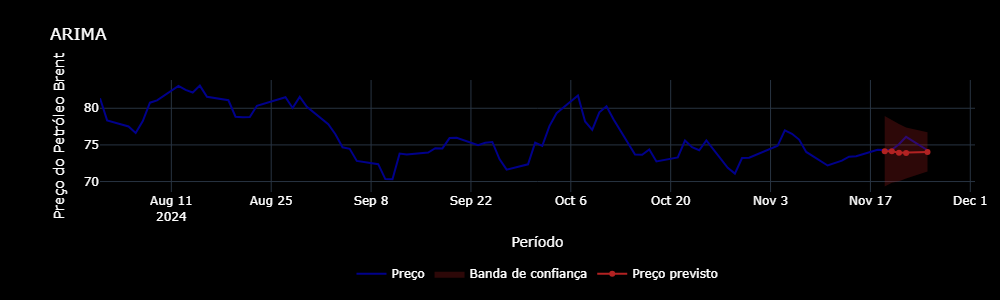 ARIMA
Preço do Petróleo Brent
80
75
70
Aug 11
2024
Aug 25
Sep 8
Sep 22
Oct 6
Oct 20
Nov 3
Nov 17
Dec 1
Período
Preço
Banda de confiança
Preço previsto